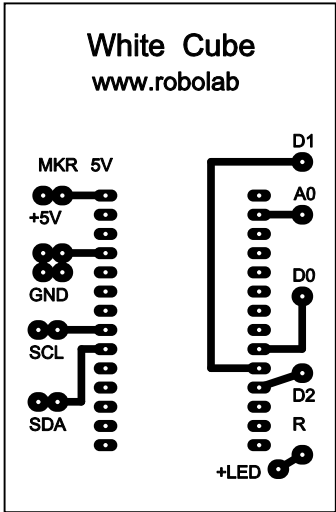 White Cube
www.robolab
D1
MKR 5V
A0
+5V
D0
GND
SCL
D2
SDA
R
+LED